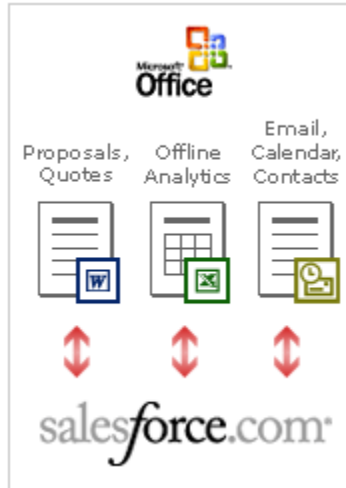 Microsoft®
Office
Proposals,
Quotes
Offline
Analytics
Email,
Calendar,
Contacts
W
X
salesforce.com®